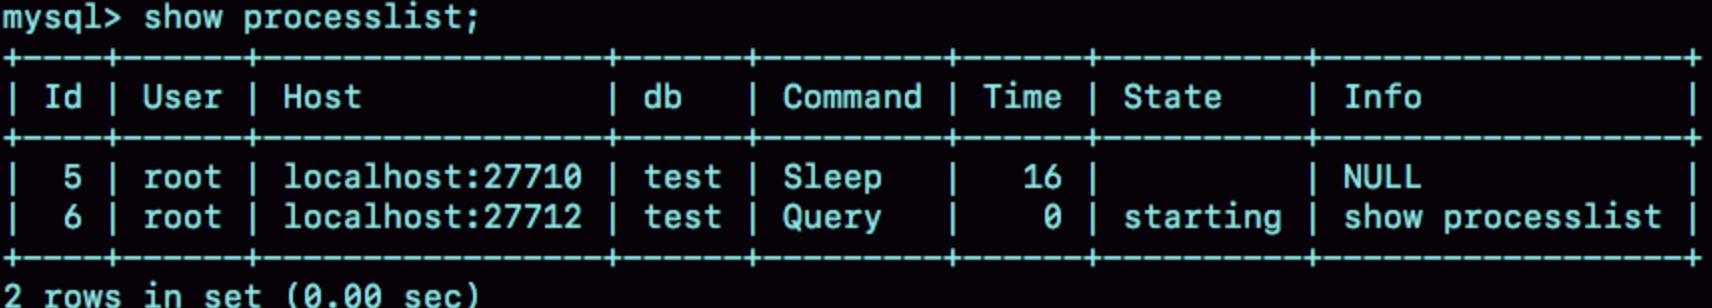 mysql> show processlist;
+----+------+-----------------+------+---------+------+----------+------------------+
| Id | User | Host            | db   | Command | Time | State    | Info             |
+----+------+-----------------+------+---------+------+----------+------------------+
|  5 | root | localhost:27710 | test | Sleep   |   16 |          | NULL             |
|  6 | root | localhost:27712 | test | Query   |    0 | starting | show processlist |
+----+------+-----------------+------+---------+------+----------+------------------+
2 rows in set (0.00 sec)